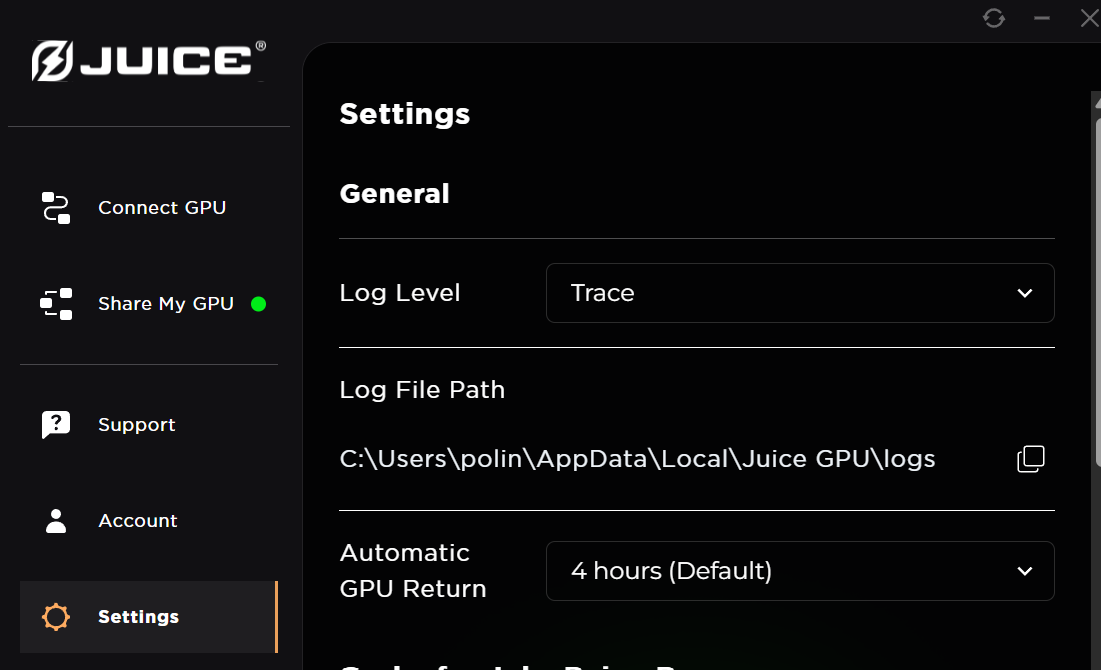 JUICE®
Connect GPU
Share My GPU
Support
Account
Settings
Settings
General
Log Level
Trace
Log File Path
C:\Users\polin\AppData\Local\Juice GPU\logs
Automatic
GPU Return
4 hours (Default)